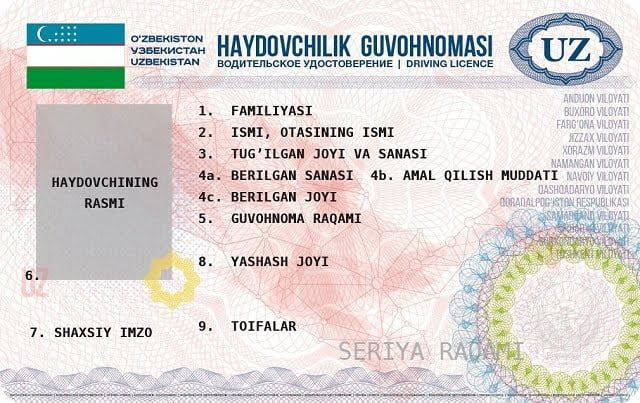 O'ZBEKISTON
УЗБЕКИСТАН
UZBEKISTAN
HAYDOVCHILIK GUVOHNOMASI
ВОДИТЕЛЬСКОЕ УДОСТОВЕРЕНИЕ | DRIVING LICENCE
UZ
HAYDOVCHINING
RASMI
1. FAMILIYASI
2. ISMI, OTASINING ISMI
3. TUG’ILGAN JOYI VA SANASI
4a. BERILGAN SANASI 4b. AMAL QILISH MUDDATI
4c. BERILGAN JOYI
5. GUVOHNOMA RAQAMI
6.
UZ
8. YASHASH JOYI
7. SHAXSIY IMZO
9. TOIFALAR
SERIYA RAQAMI
ANDIJON VILOYATI
BUXORO VILOYATI
FARG'ONA VILOYATI
JIZZAX VILOYATI
XORAZM VILOYATI
NAMANGAN VILOYATI
NAVOIY VILOYATI
QASHQADARYO VILOYATI
QORAQALPOG'ISTON RESPUBLIKASI
SAMARQAND VILOYATI
VILOYATI
VILOYATI
TOSHKENT VILOYATI